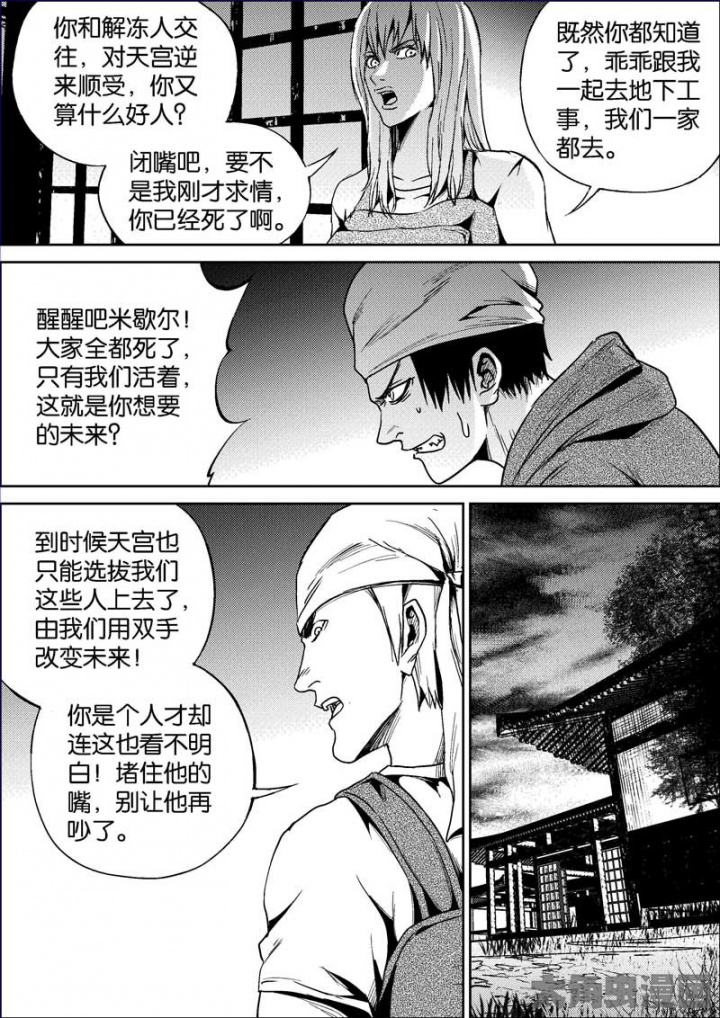 你和解冻人交
往，对天宫逆
来顺受，你又
算什么好人？
闭嘴吧，要不
是我刚才求情，
你已经死了啊。
既然你都知道
了，乖乖跟我
一起去地下工
事，我们一家
都去。
醒醒吧米歇尔！
大家全都死了，
只有我们活着，
这就是你想要
的未来？
到时候天宫也
只能选拔我们
这些人上去了，
由我们用双手
改变未来！
你是个人才却
连这也看不明
白！堵住他的
嘴，别让他再
吵了。
大角虫漫画